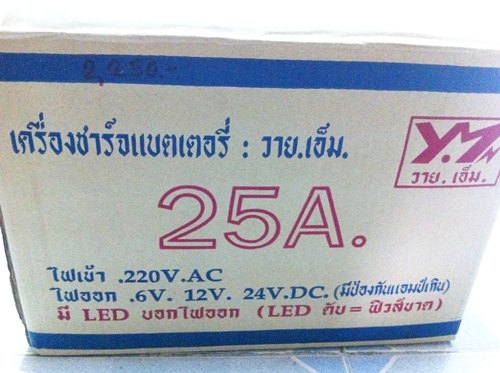 2,250.-
เครื่องชาร์จแบตเตอรี่ : วาย.เอ็ม.
Y.M
วาย. เอ็ม.
25A.
ไฟเข้า .220V.AC
ไฟออก .6V. 12V. 24V.DC. (มีป้องกันแอมป์เกิน)
มี LED บอกไฟออก (LED ดับ = ฟิวส์ขาด)